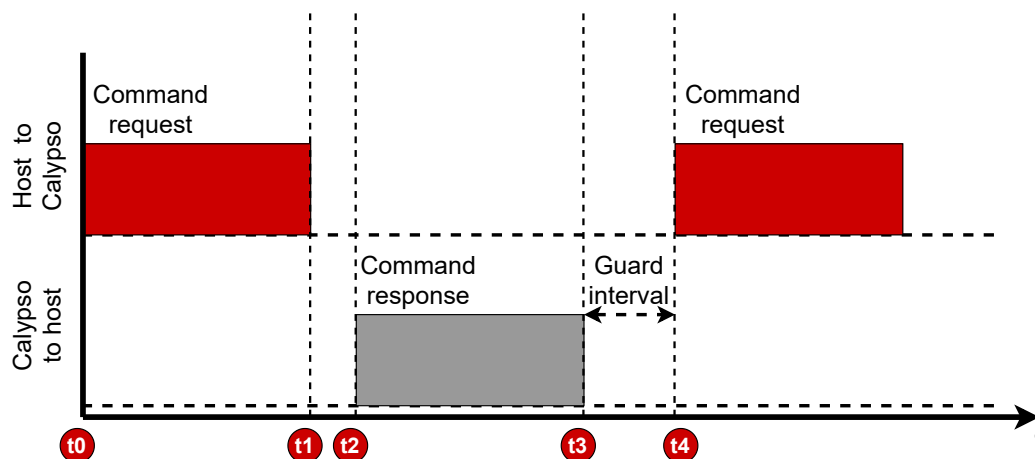 Command
request
Command
request
Host to
Calypso
Command
response
Guard
interval
Calypso
to host
t0
t1
t2
t3
t4